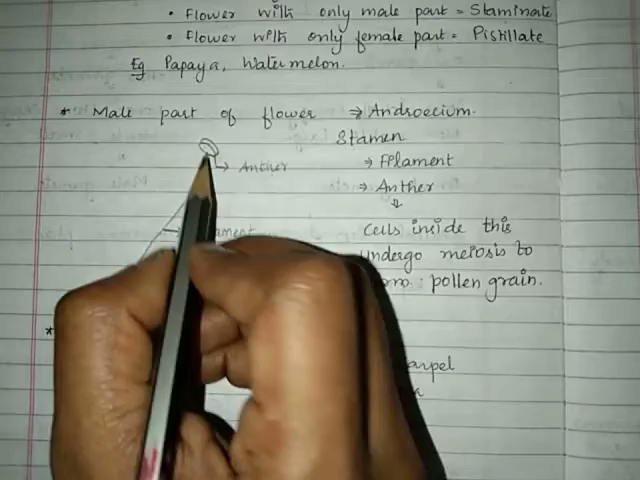 • Flower with only male part = Staminate
• Flower with only female part = Pistillate
Eg Papaya, Watermelon.
* Male part of flower ⇒ Androecium.
Stamen
→ Anther
⇒ Filament
⇒ Anther
⇓
Cells inside this
undergo meiosis to
: pollen grain.
*